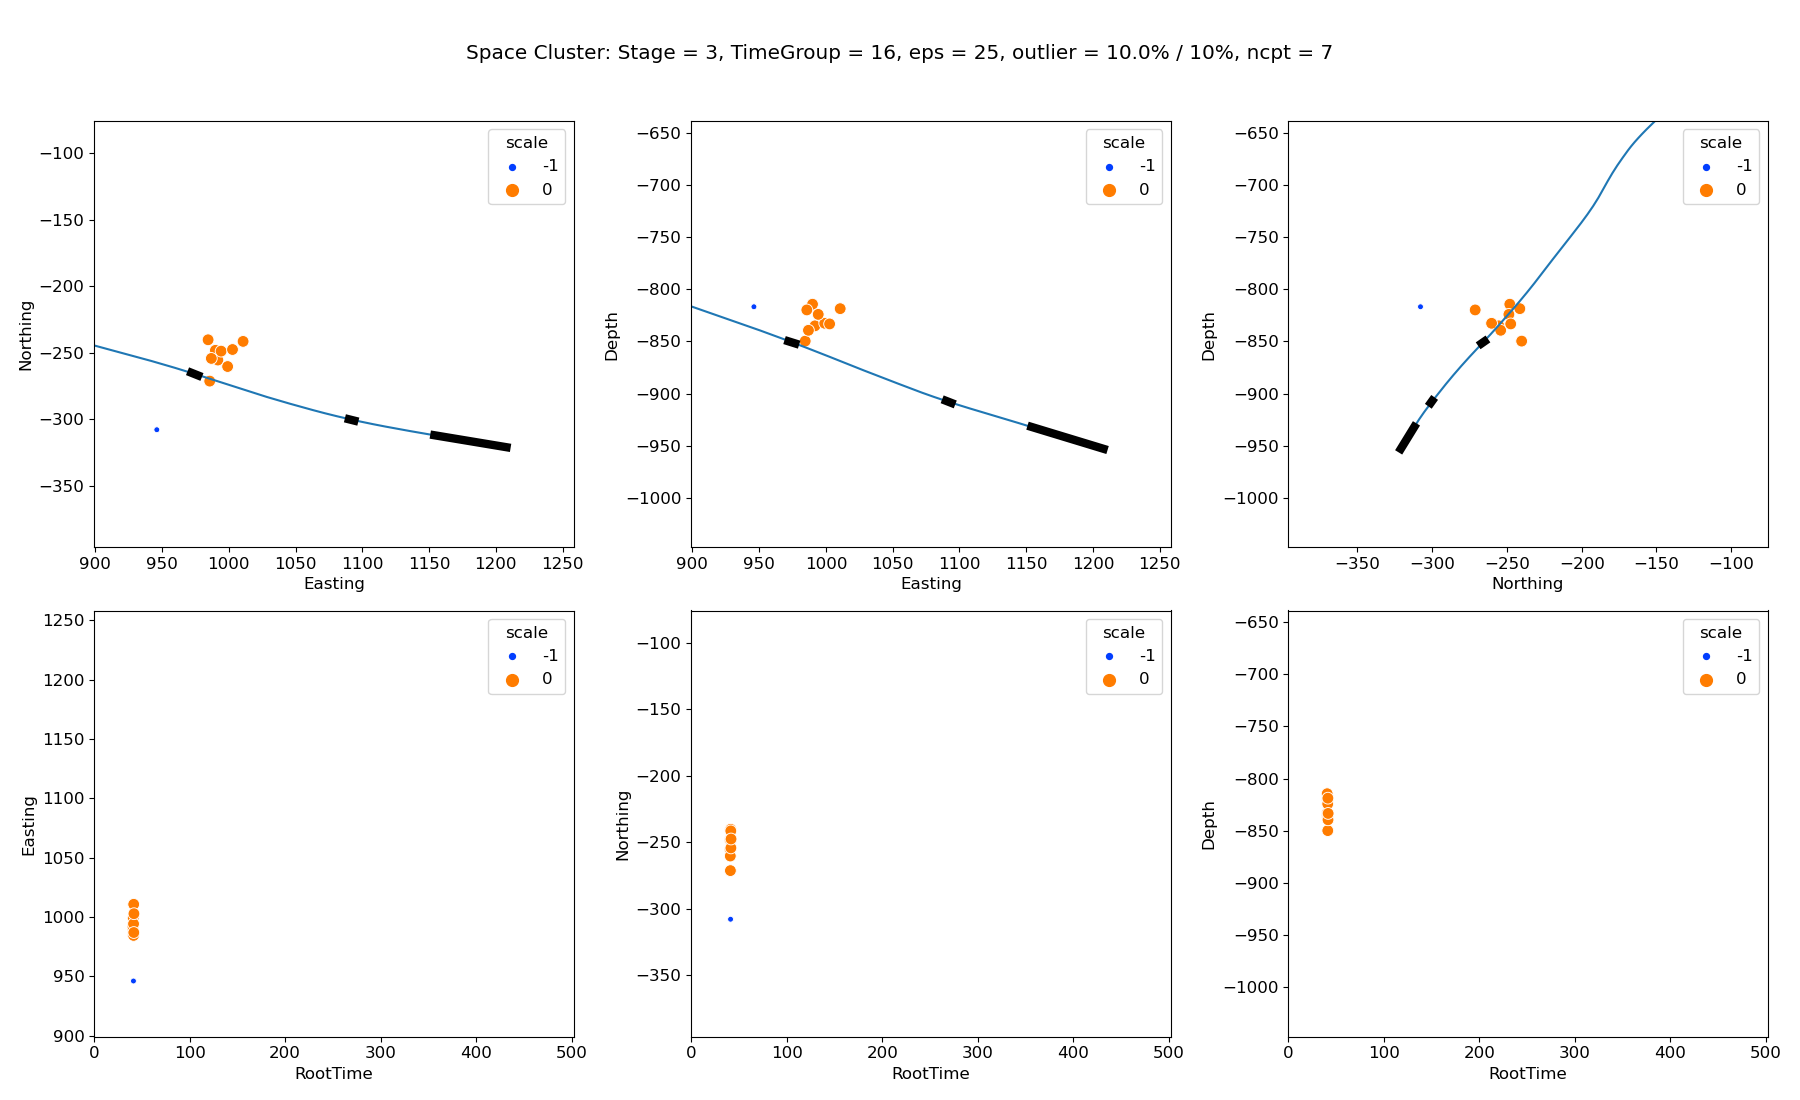 Space Cluster: Stage = 3, TimeGroup = 16, eps = 25, outlier = 10.0% / 10%, ncpt = 7
scale
-1
0
−100
−150
−200
−250
−300
−350
Northing
900 950 1000 1050 1100 1150 1200 1250
Easting
scale
-1
0
−650
−700
−750
−800
−850
−900
−950
−1000
Depth
900 950 1000 1050 1100 1150 1200 1250
Easting
scale
-1
0
−650
−700
−750
−800
−850
−900
−950
−1000
Depth
−350 −300 −250 −200 −150 −100
Northing
scale
-1
0
1250
1200
1150
1100
1050
1000
950
900
Easting
0 100 200 300 400 500
RootTime
scale
-1
0
−100
−150
−200
−250
−300
−350
Northing
0 100 200 300 400 500
RootTime
scale
-1
0
−650
−700
−750
−800
−850
−900
−950
−1000
Depth
0 100 200 300 400 500
RootTime